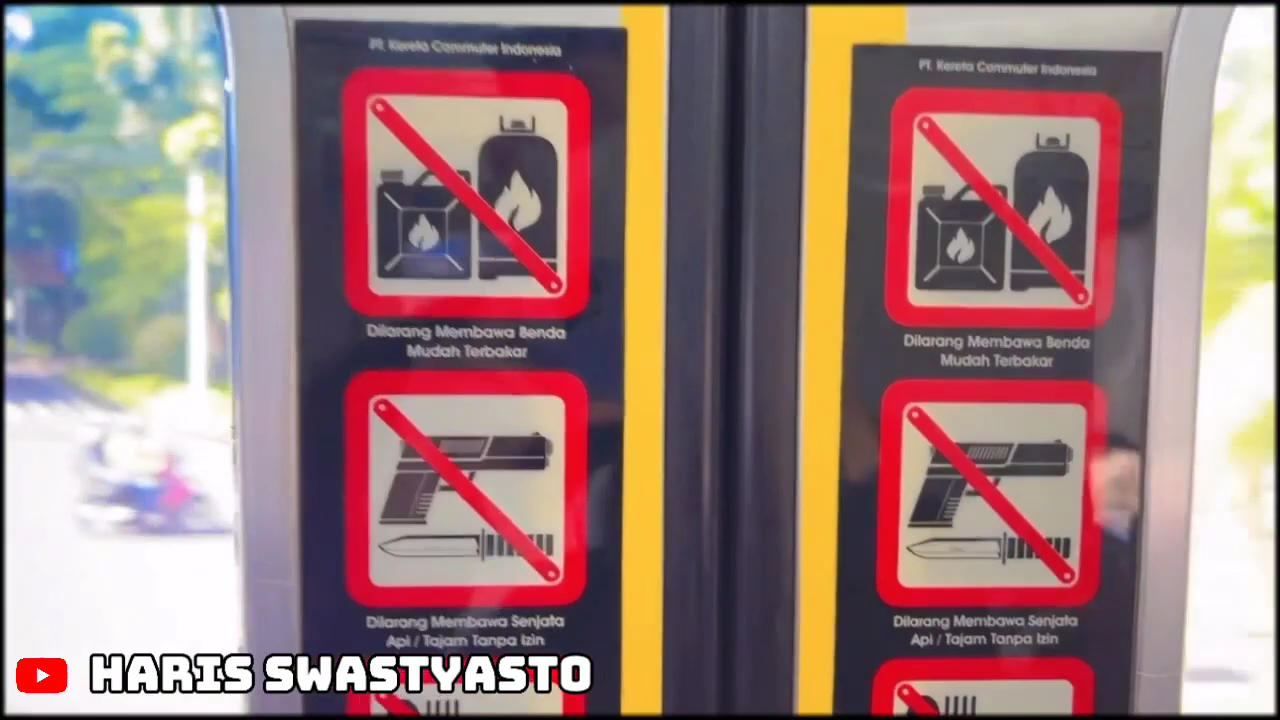 PT. Kereta Commuter Indonesia
Dilarang Membawa Benda
Mudah Terbakar
Dilarang Membawa Senjata
Api / Tajam Tanpa Izin
PT. Kereta Commuter Indonesia
Dilarang Membawa Benda
Mudah Terbakar
Dilarang Membawa Senjata
Api / Tajam Tanpa Izin
HARIS SWASTYASTO